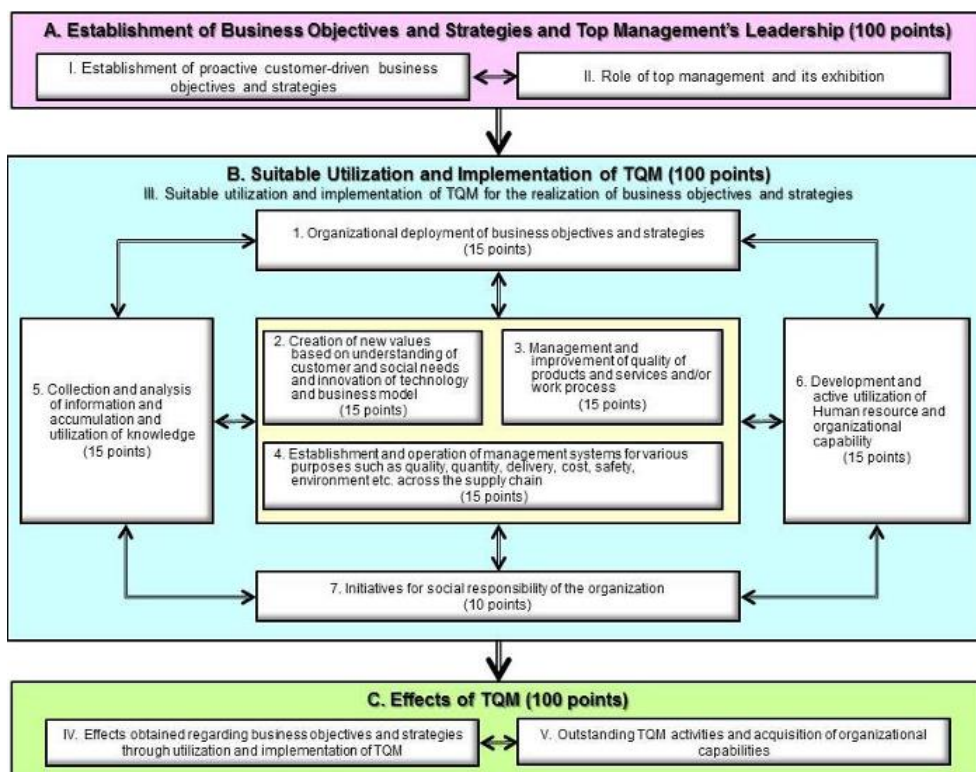 A. Establishment of Business Objectives and Strategies and Top Management's Leadership (100 points)
I. Establishment of proactive customer-driven business
objectives and strategies
II. Role of top management and its exhibition
B. Suitable Utilization and Implementation of TQM (100 points)
III. Suitable utilization and implementation of TQM for the realization of business objectives and strategies
1. Organizational deployment of business objectives and strategies
(15 points)
2. Creation of new values
based on understanding of
customer and social needs
and innovation of technology
and business model
(15 points)
3. Management and
improvement of quality of
products and services and/or
work process
(15 points)
4. Establishment and operation of management systems for various
purposes such as quality, quantity, delivery, cost, safety,
environment etc. across the supply chain
(15 points)
5. Collection and analysis
of information and
accumulation and
utilization of knowledge
(15 points)
6. Development and
active utilization of
Human resource and
organizational
capability
(15 points)
7. Initiatives for social responsibility of the organization
(10 points)
C. Effects of TQM (100 points)
IV. Effects obtained regarding business objectives and strategies
through utilization and implementation of TQM
V. Outstanding TQM activities and acquisition of organizational
capabilities